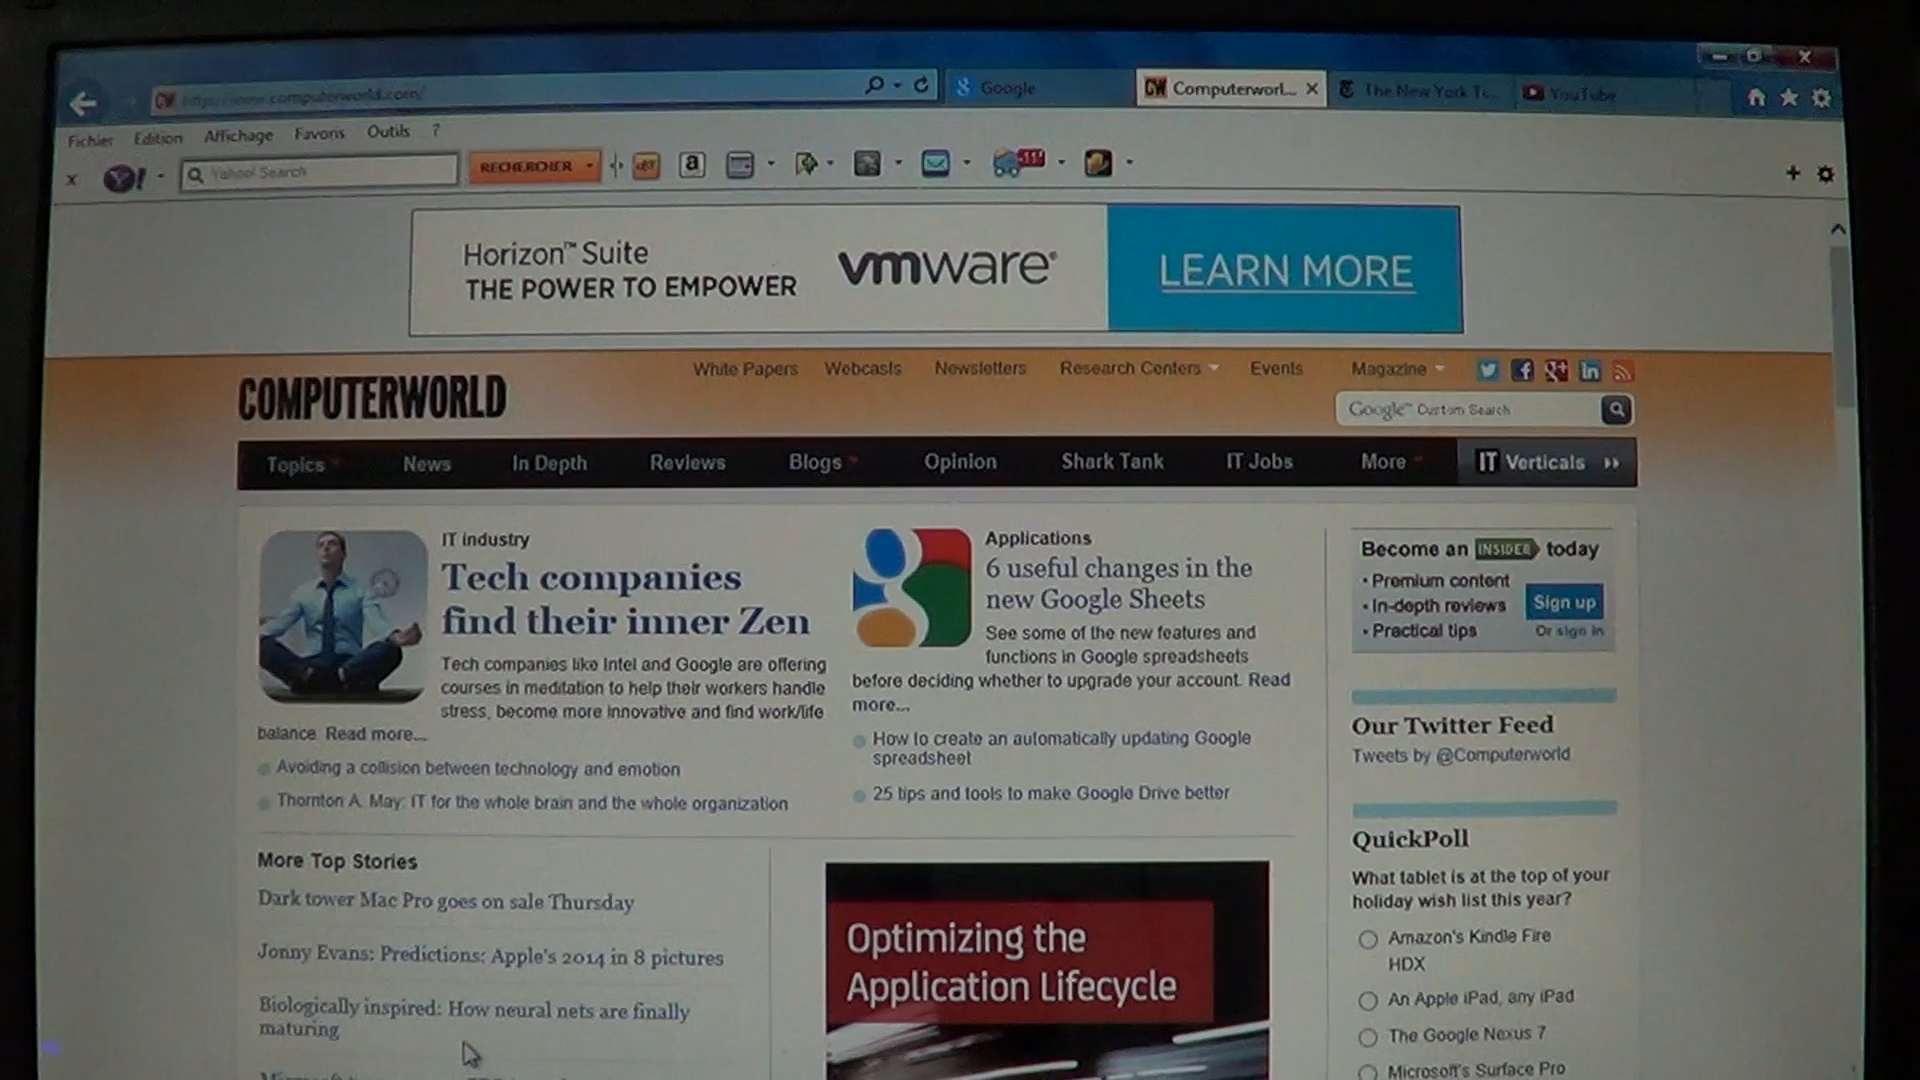 http://www.computerworld.com/
Google
Computerworl...
The New York Ti...
YouTube
Fichier Edition Affichage Favoris Outils ?
x Y! Yahoo! Search RECHERCHER a
Horizon™ Suite
THE POWER TO EMPOWER
vmware®
LEARN MORE
White Papers Webcasts Newsletters Research Centers Events Magazine
COMPUTERWORLD
Google™ Custom Search
Topics News In Depth Reviews Blogs Opinion Shark Tank IT Jobs More IT Verticals
IT industry
Tech companies
find their inner Zen
Tech companies like Intel and Google are offering
courses in meditation to help their workers handle
stress, become more innovative and find work/life
balance. Read more...
Avoiding a collision between technology and emotion
Thornton A. May: IT for the whole brain and the whole organization
Applications
6 useful changes in the
new Google Sheets
See some of the new features and
functions in Google spreadsheets
before deciding whether to upgrade your account. Read
more...
How to create an automatically updating Google
spreadsheet
25 tips and tools to make Google Drive better
Become an INSIDER today
• Premium content
• In-depth reviews
• Practical tips
Sign up
Or sign in
Our Twitter Feed
Tweets by @Computerworld
QuickPoll
What tablet is at the top of your
holiday wish list this year?
Amazon's Kindle Fire
HDX
An Apple iPad, any iPad
The Google Nexus 7
Microsoft's Surface Pro
More Top Stories
Dark tower Mac Pro goes on sale Thursday
Jonny Evans: Predictions: Apple's 2014 in 8 pictures
Biologically inspired: How neural nets are finally
maturing
Optimizing the
Application Lifecycle